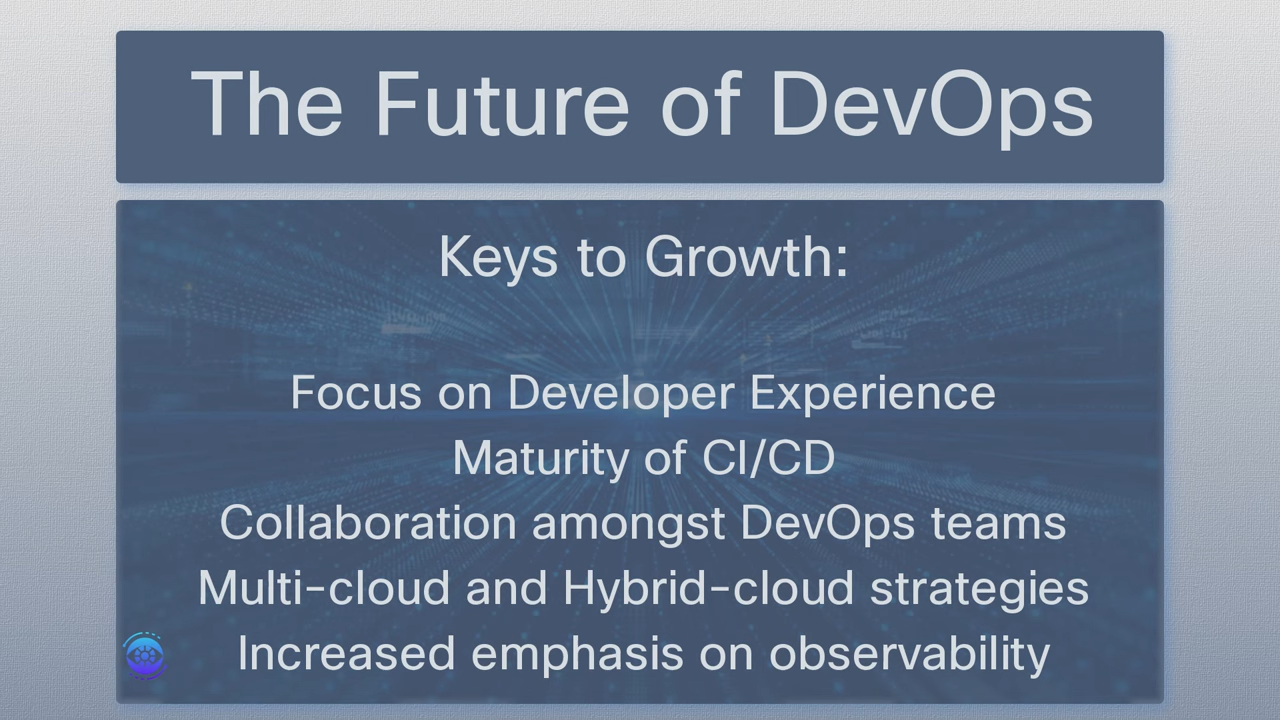 The Future of DevOps
Keys to Growth:
Focus on Developer Experience
Maturity of CI/CD
Collaboration amongst DevOps teams
Multi-cloud and Hybrid-cloud strategies
Increased emphasis on observability